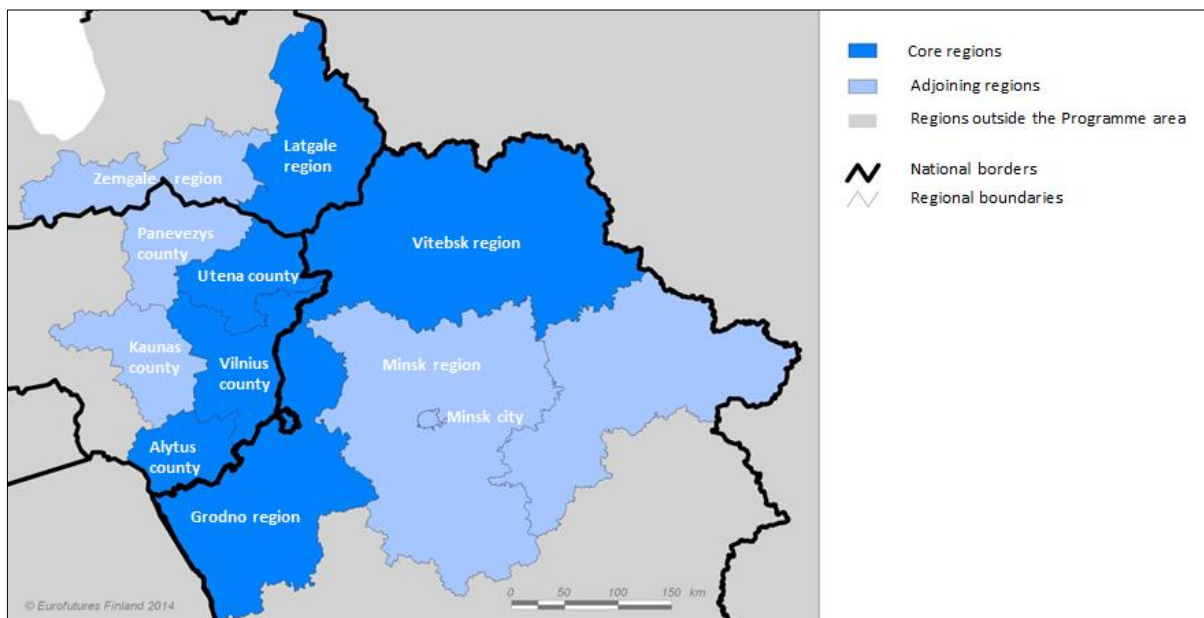 Latgale
region
Zemgale region
Panevezys
county
Utena county
Vitebsk region
Kaunas
county
Vilnius
county
Minsk region
Minsk city
Alytus
county
Grodno region
© Eurofutures Finland 2014
0 50 100 150 km
Core regions
Adjoining regions
Regions outside the Programme area
National borders
Regional boundaries